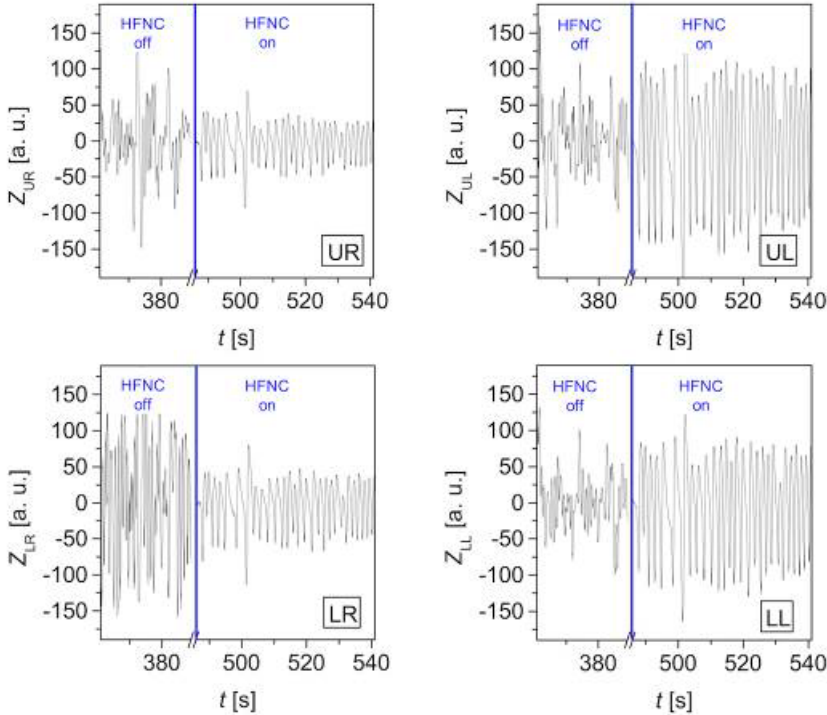 HFNC off
HFNC on
150
100
50
0
-50
-100
-150
Z_UR [a. u.]
UR
380
500
520
540
t [s]
HFNC off
HFNC on
150
100
50
0
-50
-100
-150
Z_UL [a. u.]
UL
380
500
520
540
t [s]
HFNC off
HFNC on
150
100
50
0
-50
-100
-150
Z_LR [a. u.]
LR
380
500
520
540
t [s]
HFNC off
HFNC on
150
100
50
0
-50
-100
-150
Z_LL [a. u.]
LL
380
500
520
540
t [s]